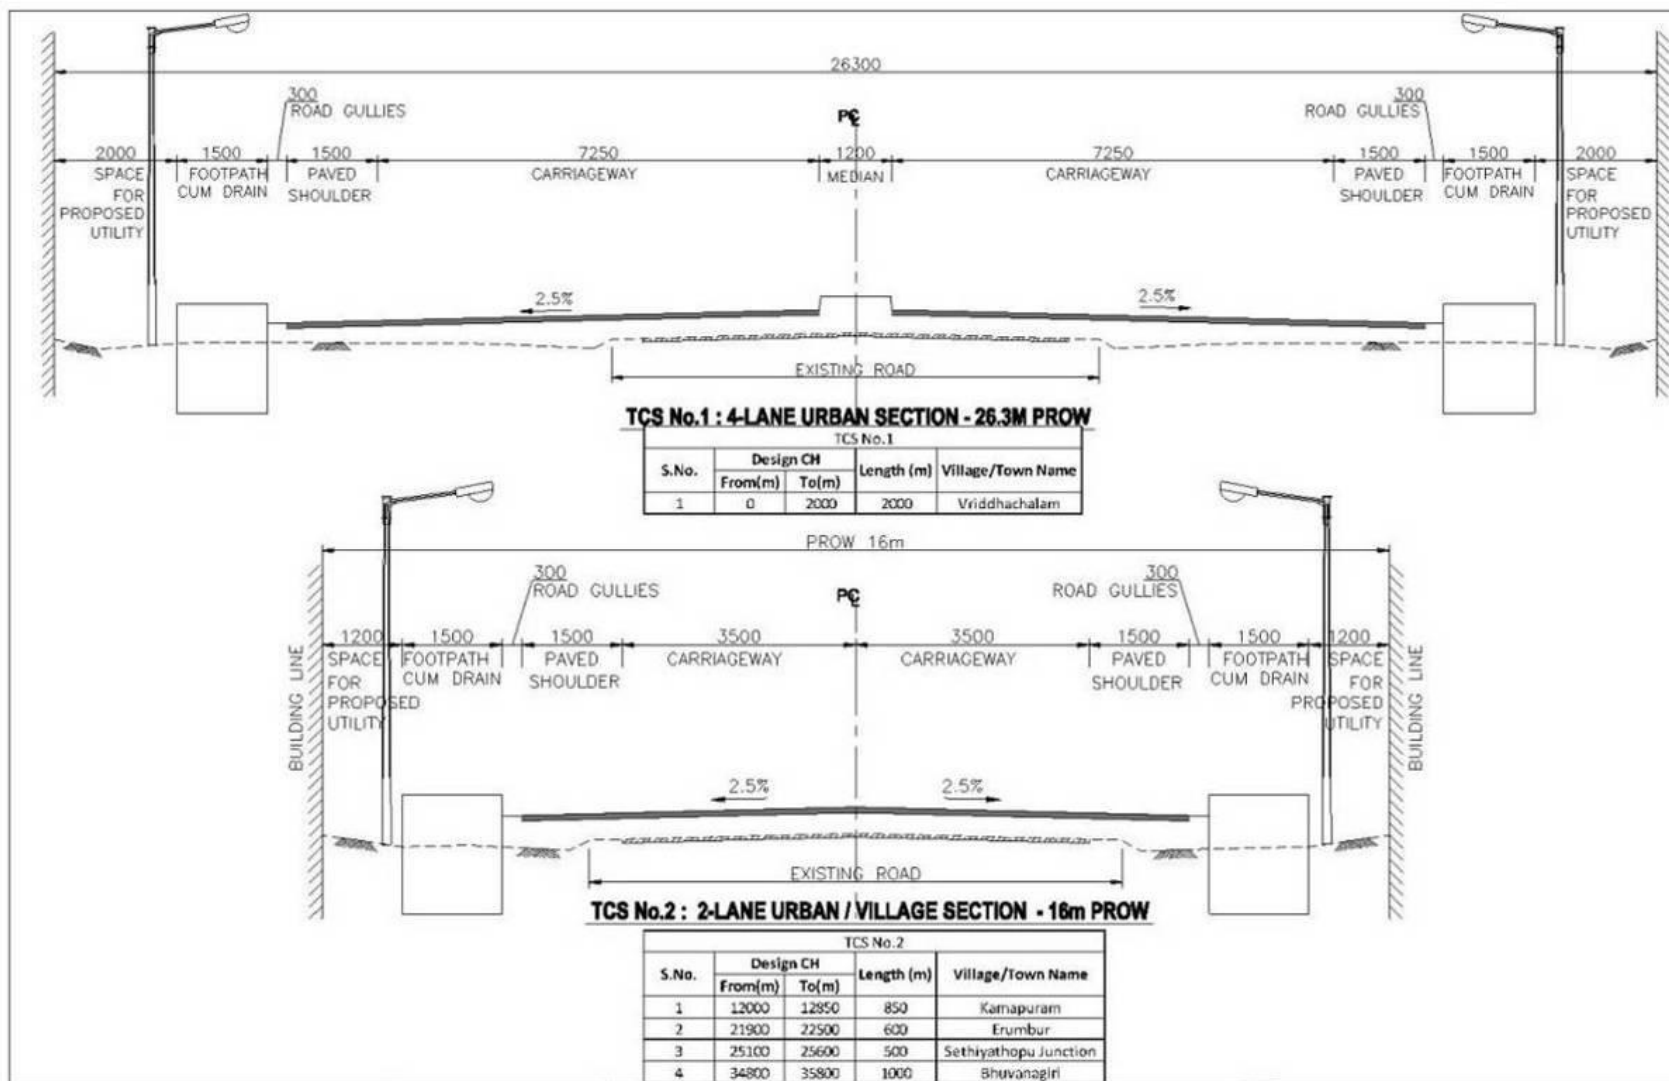 26300
300
ROAD GULLIES
300
ROAD GULLIES
P℄
2000 1500 1500 7250 1200 7250 1500 1500 2000
SPACE FOOTPATH PAVED CARRIAGEWAY MEDIAN CARRIAGEWAY PAVED FOOTPATH SPACE
FOR CUM DRAIN SHOULDER SHOULDER CUM DRAIN FOR
PROPOSED PROPOSED
UTILITY UTILITY
2.5% 2.5%
EXISTING ROAD
TCS No.1 : 4-LANE URBAN SECTION - 26.3M PROW
TCS No.1
S.No. Design CH Length (m) Village/Town Name
From(m) To(m)
1 0 2000 2000 Vriddhachalam
PROW 16m
300
ROAD GULLIES
300
ROAD GULLIES
P℄
1200 1500 1500 3500 3500 1500 1500 1200
SPACE FOOTPATH PAVED CARRIAGEWAY CARRIAGEWAY PAVED FOOTPATH SPACE
FOR CUM DRAIN SHOULDER SHOULDER CUM DRAIN FOR
PROPOSED PROPOSED
UTILITY UTILITY
BUILDING LINE
BUILDING LINE
2.5% 2.5%
EXISTING ROAD
TCS No.2 : 2-LANE URBAN / VILLAGE SECTION - 16m PROW
TCS No.2
S.No. Design CH Length (m) Village/Town Name
From(m) To(m)
1 12000 12850 850 Kamapuram
2 21900 22500 600 Erumbur
3 25100 25600 500 Sethiyathopu Junction
4 34800 35800 1000 Bhuvanagiri